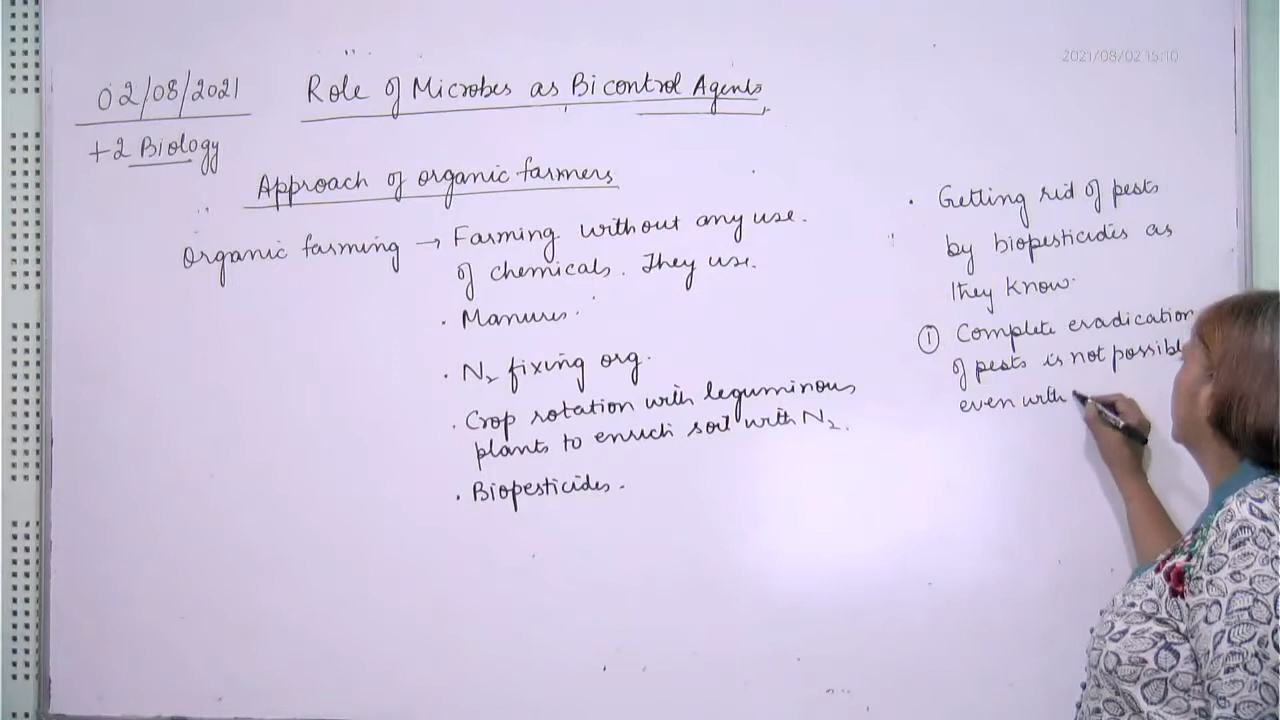 2021/08/02 15:10
02/08/2021
Role of Microbes as Bicontrol Agents
+2 Biology
Approach of organic farmers
Organic farming → Farming without any use.
of chemicals. They use.
. Manures.
. N2 fixing org.
. Crop rotation with leguminous
plants to enrich soil with N2.
. Biopesticides.
. Getting rid of pests
by biopesticides as
they know.
① Complete eradication
of pests is not possible
even with